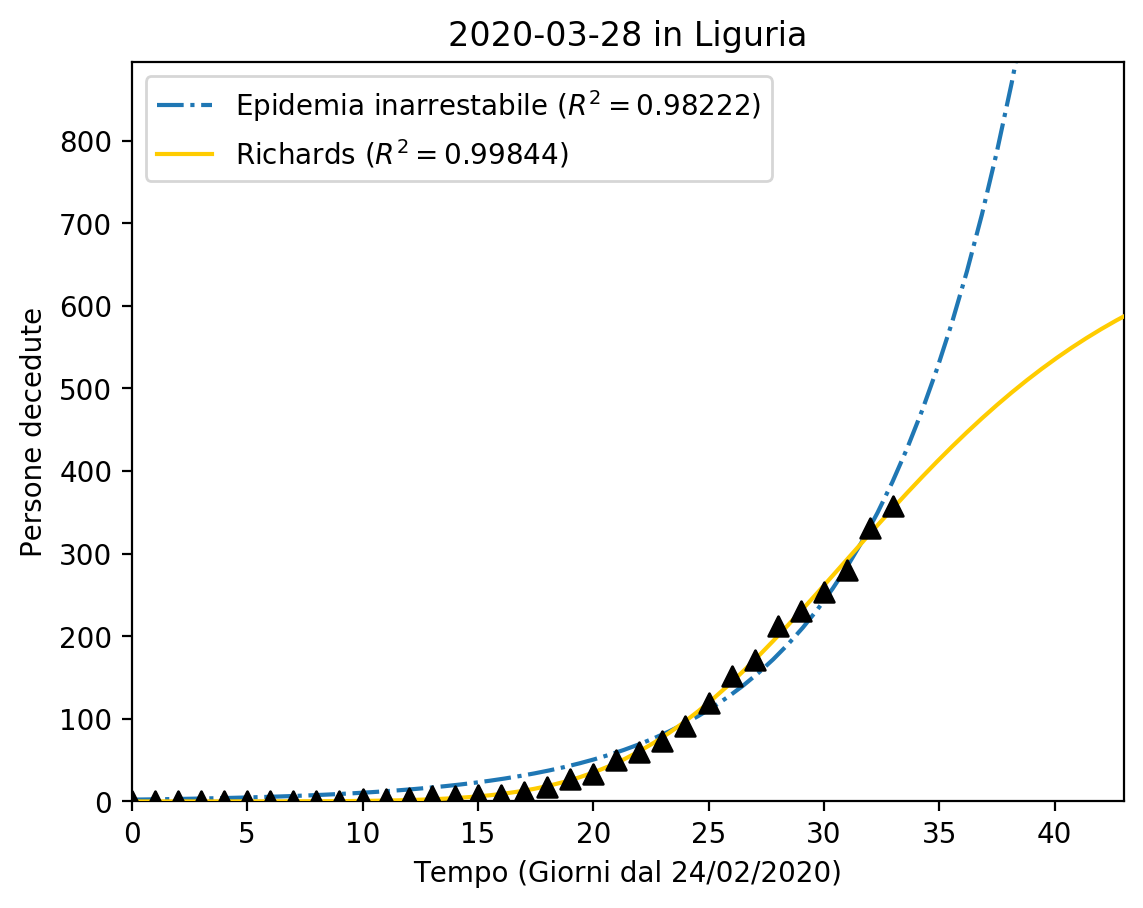 2020-03-28 in Liguria
Epidemia inarrestabile (R² = 0.98222)
Richards (R² = 0.99844)
Persone decedute
800
700
600
500
400
300
200
100
0
0 5 10 15 20 25 30 35 40
Tempo (Giorni dal 24/02/2020)